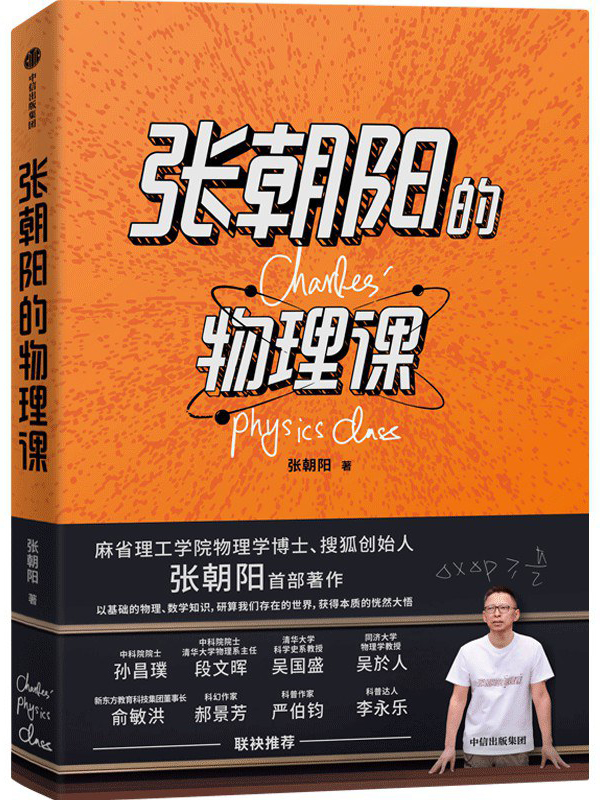 中信出版集团
张朝阳的物理课
张朝阳 著
Charles'
Physics
Class
张朝阳的
Charles'
物理课
Physics Class
张朝阳 著
麻省理工学院物理学博士、搜狐创始人
张朝阳首部著作
以基础的物理、数学知识,研算我们存在的世界,获得本质的恍然大悟
ΔxΔp≥ħ/2
中科院院士
孙昌璞
中科院院士
清华大学物理系主任
段文晖
清华大学
科学史系教授
吴国盛
同济大学
物理学教授
吴於人
新东方教育科技集团董事长
俞敏洪
科幻作家
郝景芳
科普作家
严伯钧
科普达人
李永乐
联袂推荐
中信出版集团